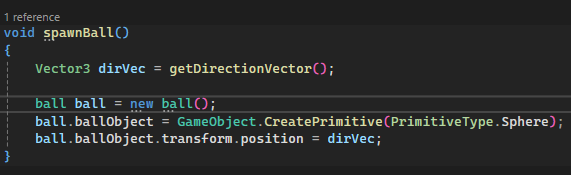 1 reference
void spawnBall()
{
Vector3 dirVec = getDirectionVector();
ball ball = new ball();
ball.ballObject = GameObject.CreatePrimitive(PrimitiveType.Sphere);
ball.ballObject.transform.position = dirVec;
}